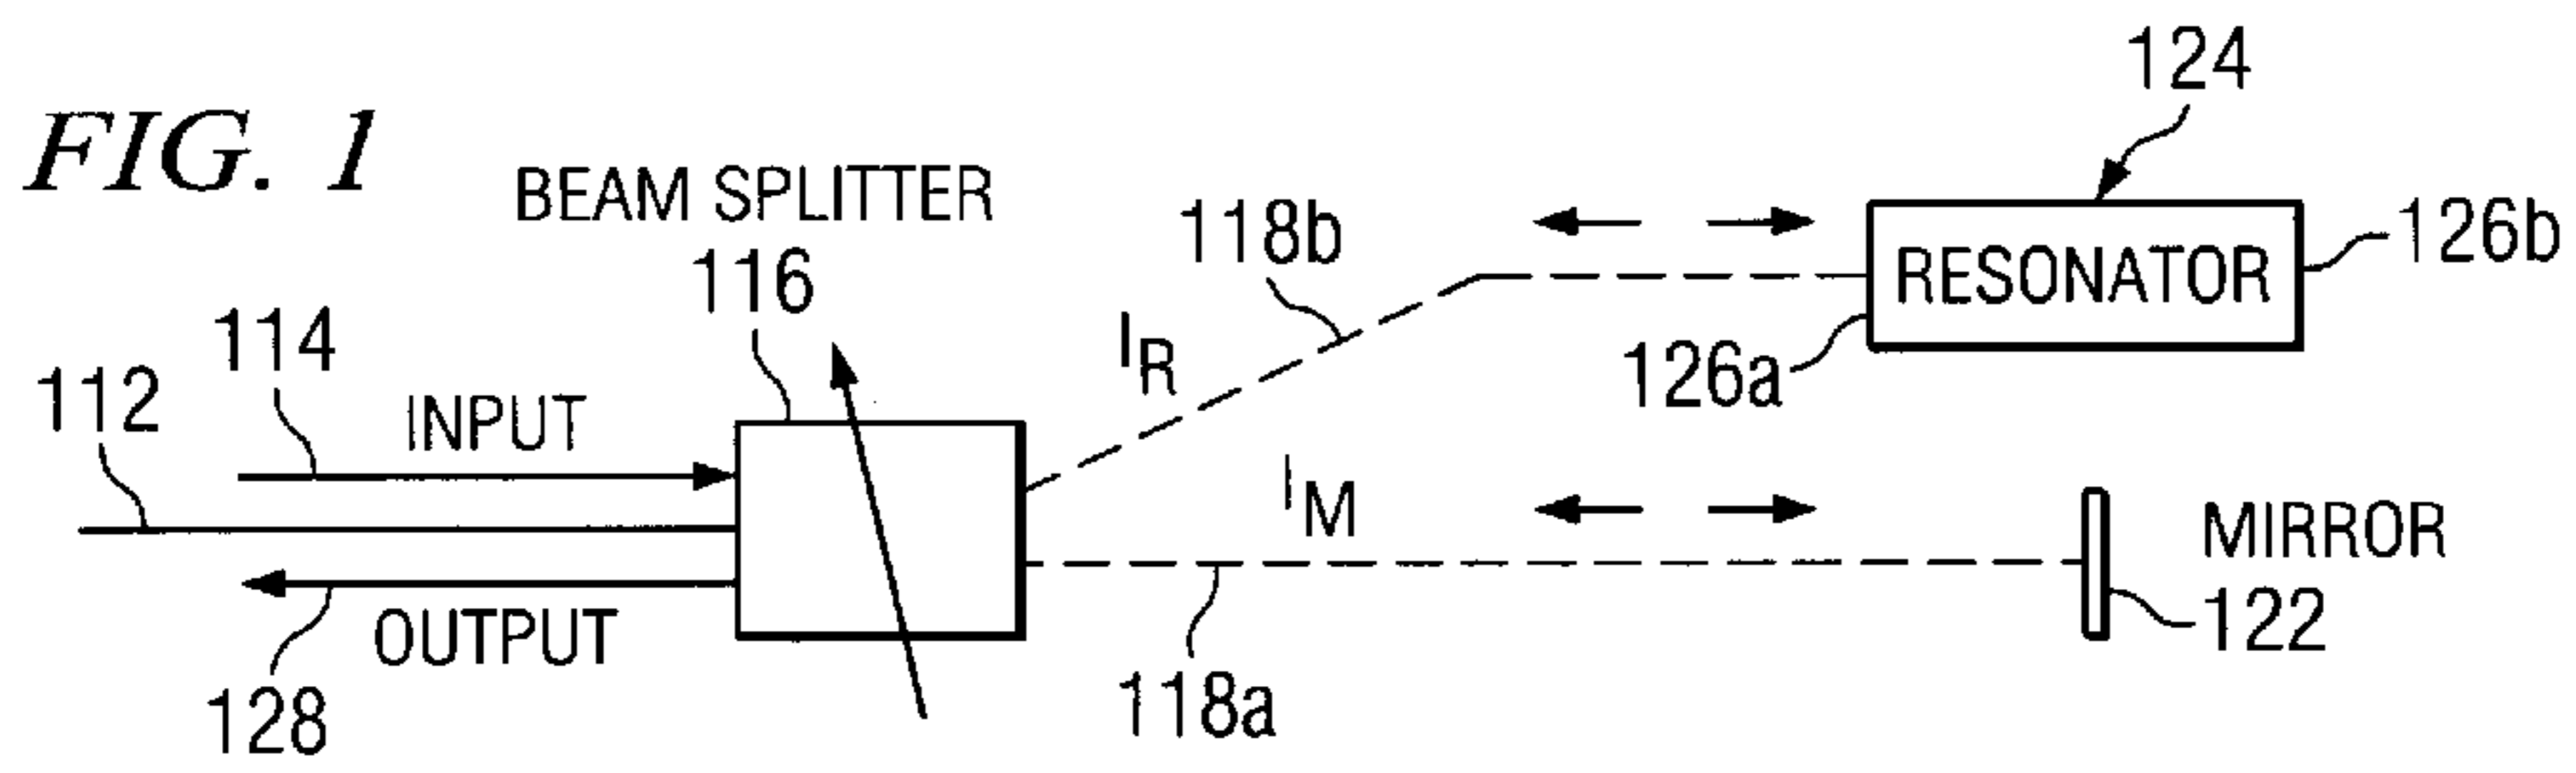 FIG. 1
124
BEAM SPLITTER
116
118b
RESONATOR
126b
126a
114
112
INPUT
I_R
I_M
MIRROR
122
OUTPUT
128
118a